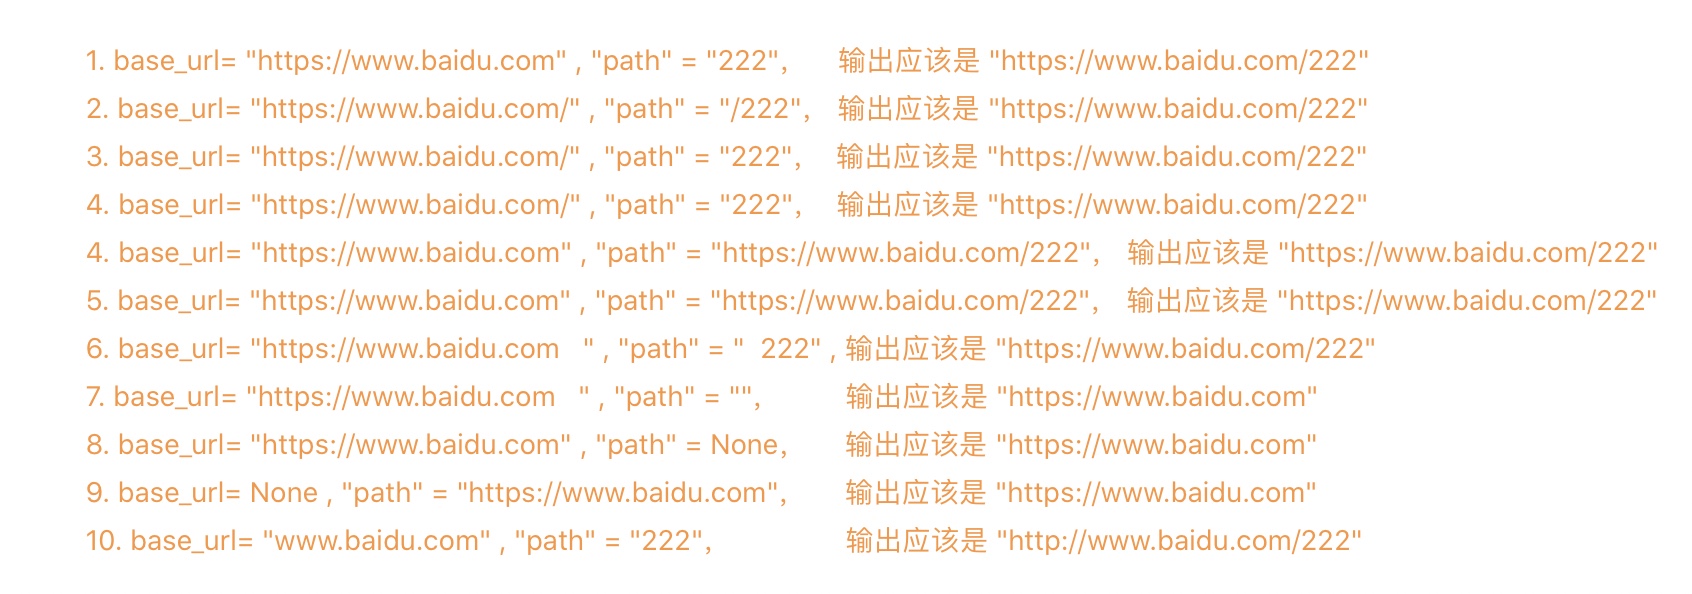 1. base_url= "https://www.baidu.com" , "path" = "222",  输出应该是 "https://www.baidu.com/222"
2. base_url= "https://www.baidu.com/" , "path" = "/222",  输出应该是 "https://www.baidu.com/222"
3. base_url= "https://www.baidu.com/" , "path" = "222",  输出应该是 "https://www.baidu.com/222"
4. base_url= "https://www.baidu.com/" , "path" = "222",  输出应该是 "https://www.baidu.com/222"
4. base_url= "https://www.baidu.com" , "path" = "https://www.baidu.com/222",  输出应该是 "https://www.baidu.com/222"
5. base_url= "https://www.baidu.com" , "path" = "https://www.baidu.com/222",  输出应该是 "https://www.baidu.com/222"
6. base_url= "https://www.baidu.com   " , "path" = "  222" , 输出应该是 "https://www.baidu.com/222"
7. base_url= "https://www.baidu.com   " , "path" = "",  输出应该是 "https://www.baidu.com"
8. base_url= "https://www.baidu.com" , "path" = None,  输出应该是 "https://www.baidu.com"
9. base_url= None , "path" = "https://www.baidu.com",  输出应该是 "https://www.baidu.com"
10. base_url= "www.baidu.com" , "path" = "222",  输出应该是 "http://www.baidu.com/222"